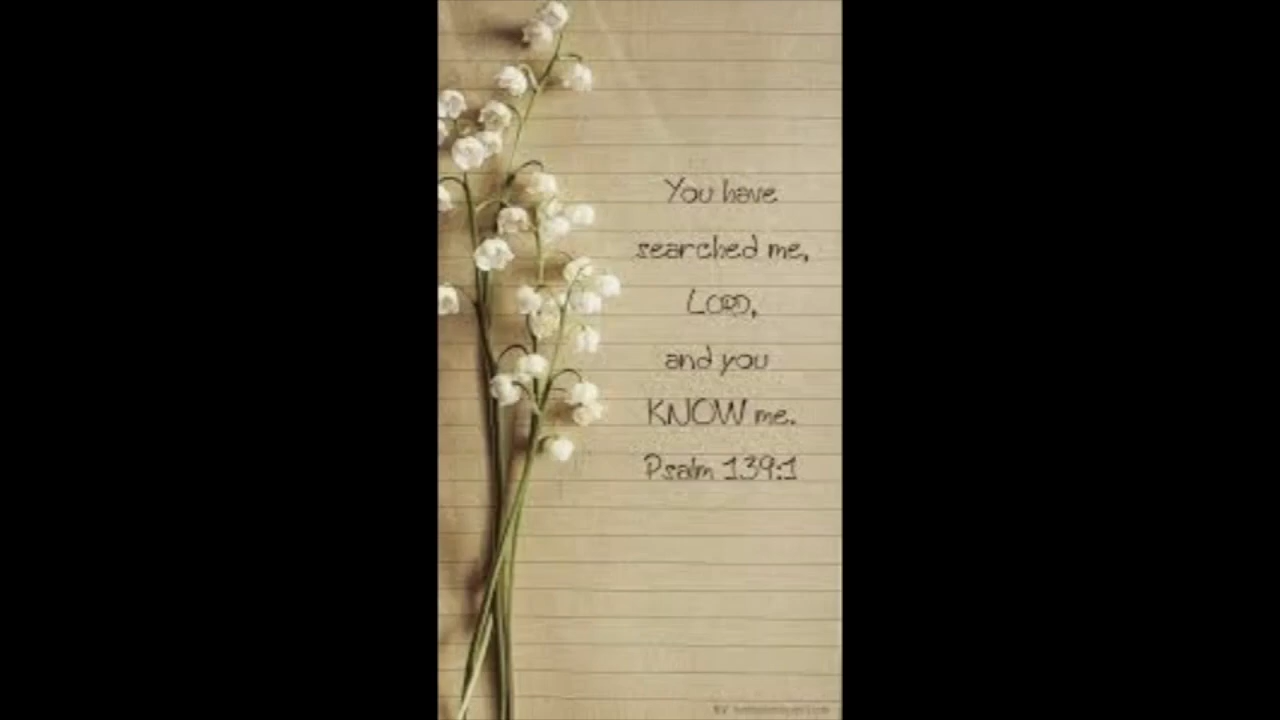 You have
searched me,
LORD,
and you
KNOW me.
Psalm 139:1